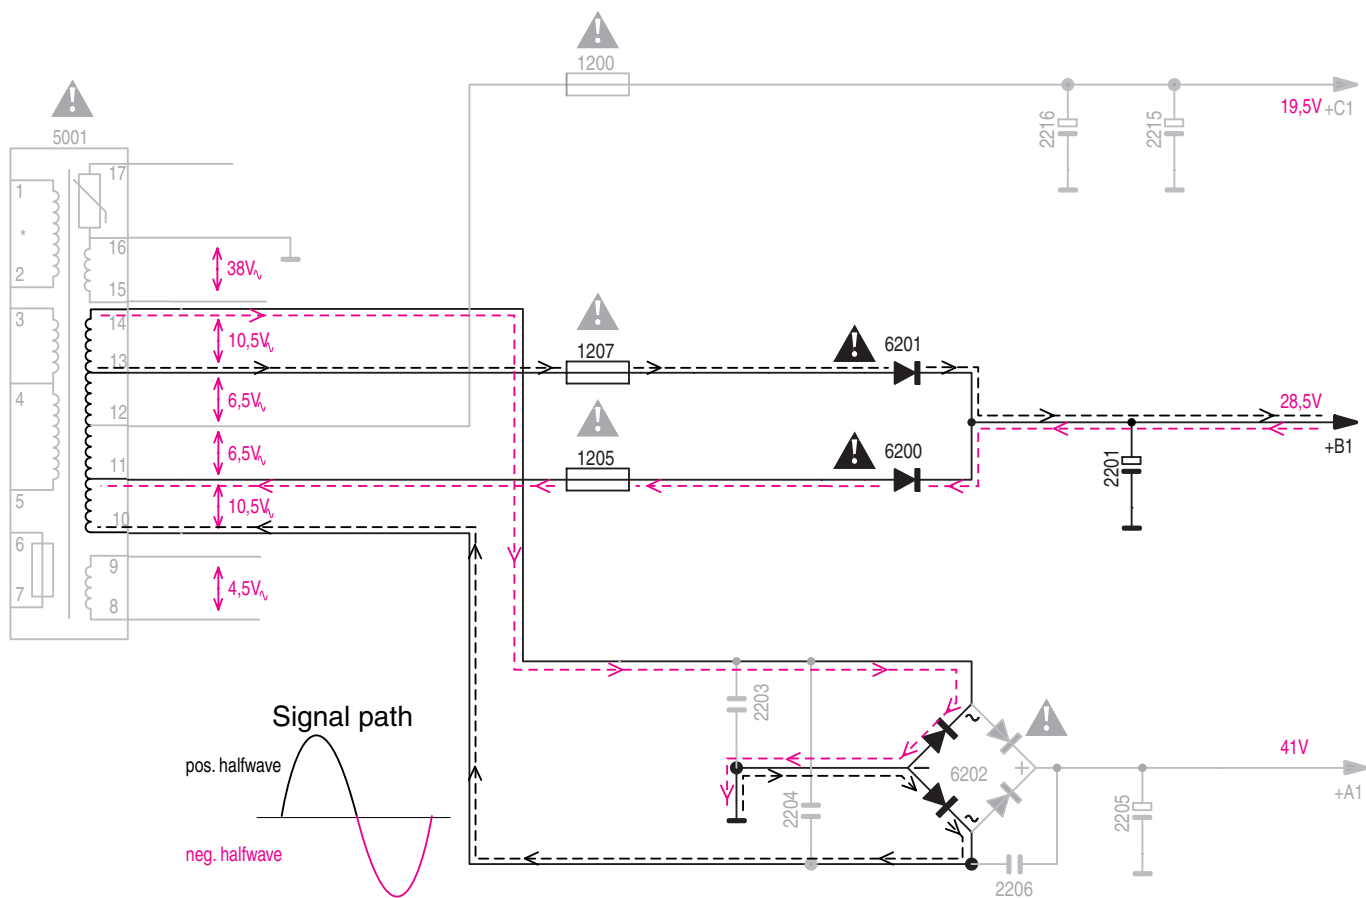 1200
19,5V +C1
2216
2215
5001
17
1
16
*
38V
2
15
3
14
10,5V
13
1207
6201
6,5V
4
12
28,5V
6,5V
1205
6200
+B1
11
2201
5
10,5V
10
6
9
4,5V
7
8
2203
Signal path
~
pos. halfwave
41V
6202
+
+A1
2204
~
2205
neg. halfwave
2206